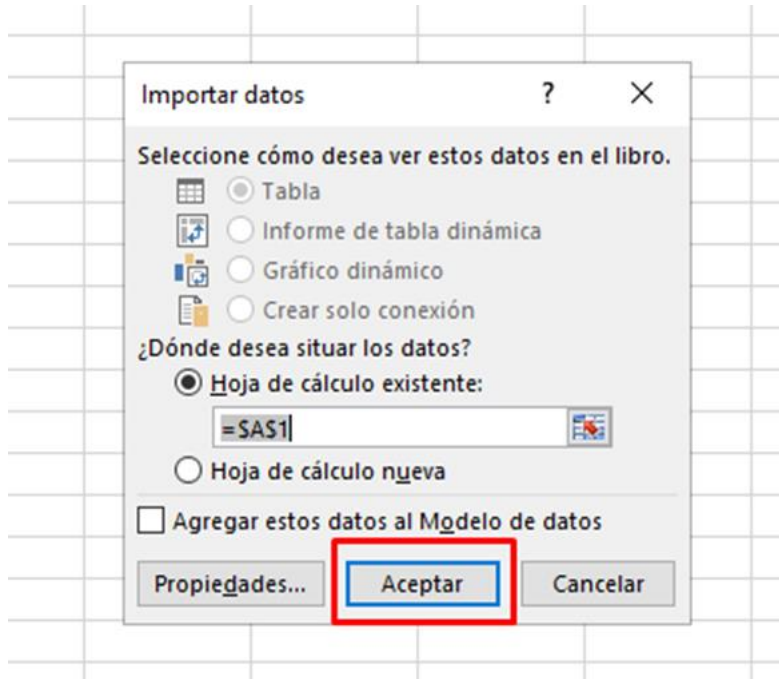 Importar datos ?
Seleccione cómo desea ver estos datos en el libro.
Tabla
Informe de tabla dinámica
Gráfico dinámico
Crear solo conexión
¿Dónde desea situar los datos?
Hoja de cálculo existente:
=$A$1
Hoja de cálculo nueva
Agregar estos datos al Modelo de datos
Propiedades... Aceptar Cancelar